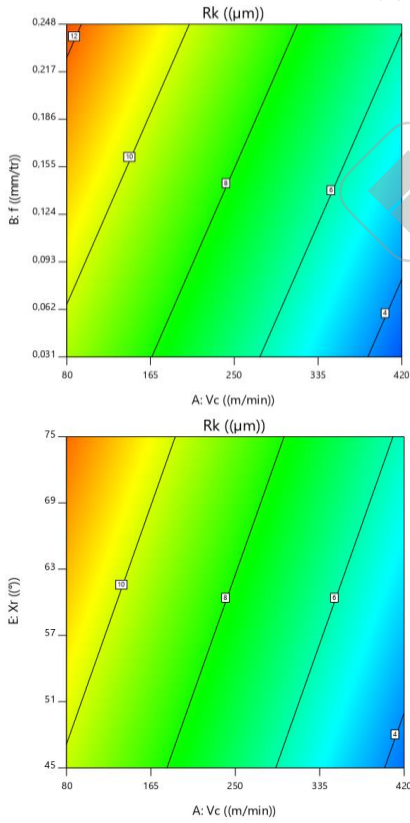 Rk ((μm))
0.248
0.217
0.186
0.155
0.124
0.093
0.062
0.031
B: f ((mm/tr))
12
10
8
6
4
80 165 250 335 420
A: Vc ((m/min))
Rk ((μm))
75
69
63
57
51
45
E: Xr ((°))
10
8
6
4
80 165 250 335 420
A: Vc ((m/min))